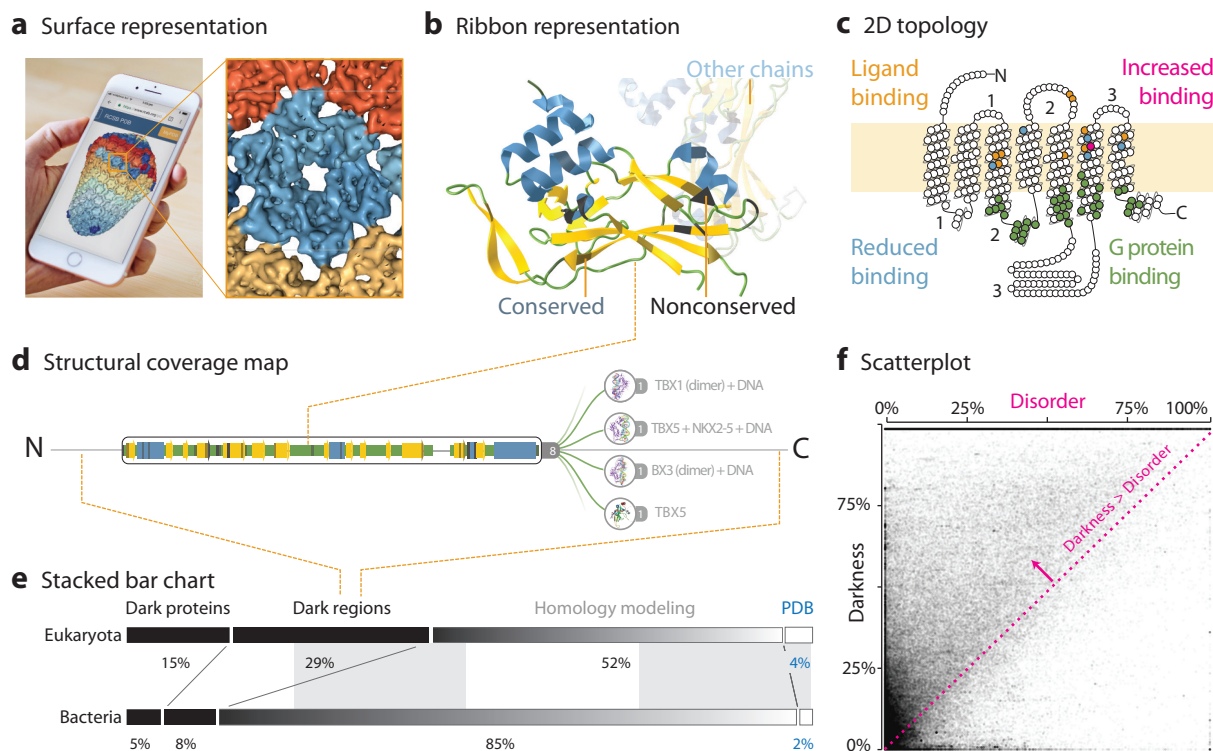 a Surface representation
RCSB PDB
b Ribbon representation
Other chains
Conserved
Nonconserved
c 2D topology
Ligand
binding
Increased
binding
N
1
2
3
1
2
3
C
Reduced
binding
G protein
binding
d Structural coverage map
N
8
C
1 TBX1 (dimer) + DNA
1 TBX5 + NKX2-5 + DNA
1 BX3 (dimer) + DNA
1 TBX5
e Stacked bar chart
Dark proteins Dark regions Homology modeling PDB
Eukaryota
15% 29% 52% 4%
Bacteria
5% 8% 85% 2%
f Scatterplot
Disorder
0% 25% 75% 100%
75%
Darkness
25%
0%
Darkness > Disorder